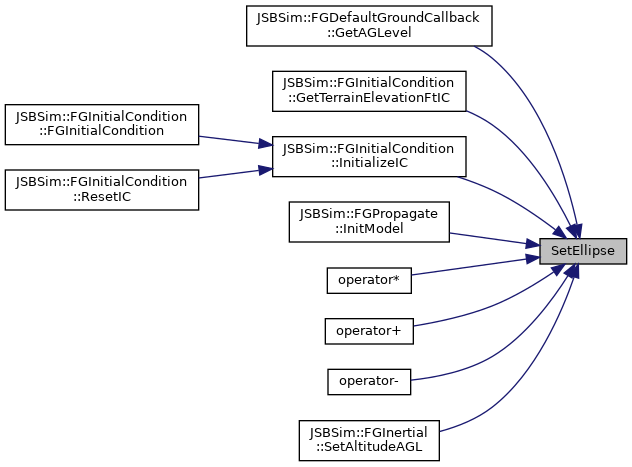 JSBSim::FGDefaultGroundCallback
::GetAGLevel
JSBSim::FGInitialCondition
::GetTerrainElevationFtIC
JSBSim::FGInitialCondition
::FGInitialCondition
JSBSim::FGInitialCondition
::InitializeIC
JSBSim::FGInitialCondition
::ResetIC
JSBSim::FGPropagate
::InitModel
SetEllipse
operator*
operator+
operator-
JSBSim::FGInertial
::SetAltitudeAGL